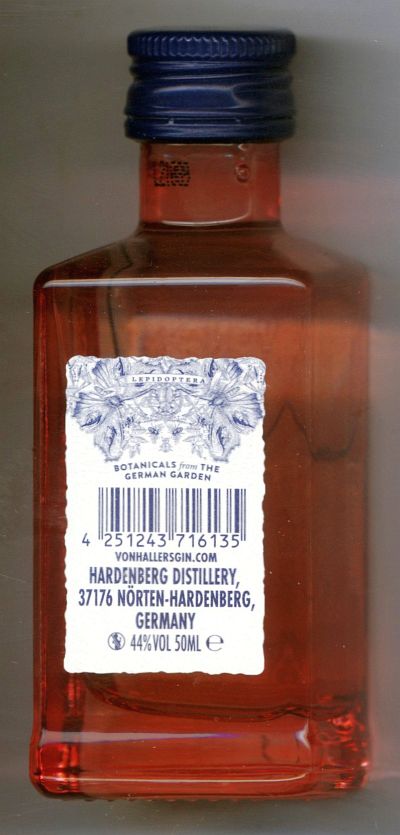 LEPIDOPTERA
BOTANICALS from THE
GERMAN GARDEN
4 251243 716135
VONHALLERSGIN.COM
HARDENBERG DISTILLERY,
37176 NÖRTEN-HARDENBERG,
GERMANY
44% VOL 50ML ℮